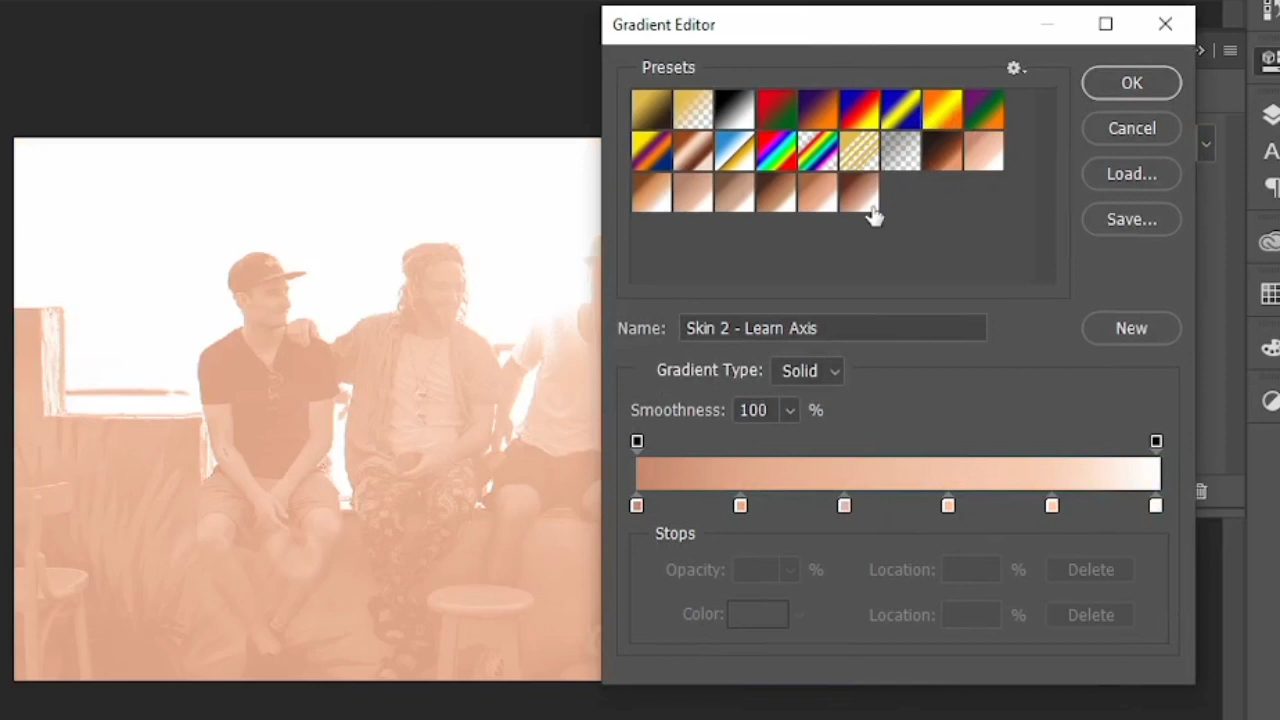 Gradient Editor
Presets
OK
Cancel
Load...
Save...
Name: Skin 2 - Learn Axis
New
Gradient Type: Solid
Smoothness: 100 %
Stops
Opacity: % Location: % Delete
Color: Location: % Delete